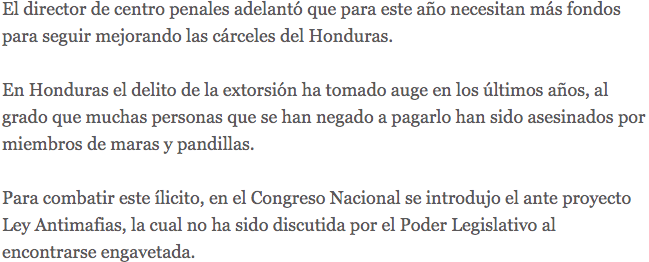 El director de centro penales adelantó que para este año necesitan más fondos
para seguir mejorando las cárceles del Honduras.
En Honduras el delito de la extorsión ha tomado auge en los últimos años, al
grado que muchas personas que se han negado a pagarlo han sido asesinados por
miembros de maras y pandillas.
Para combatir este ílicito, en el Congreso Nacional se introdujo el ante proyecto
Ley Antimafias, la cual no ha sido discutida por el Poder Legislativo al
encontrarse engavetada.